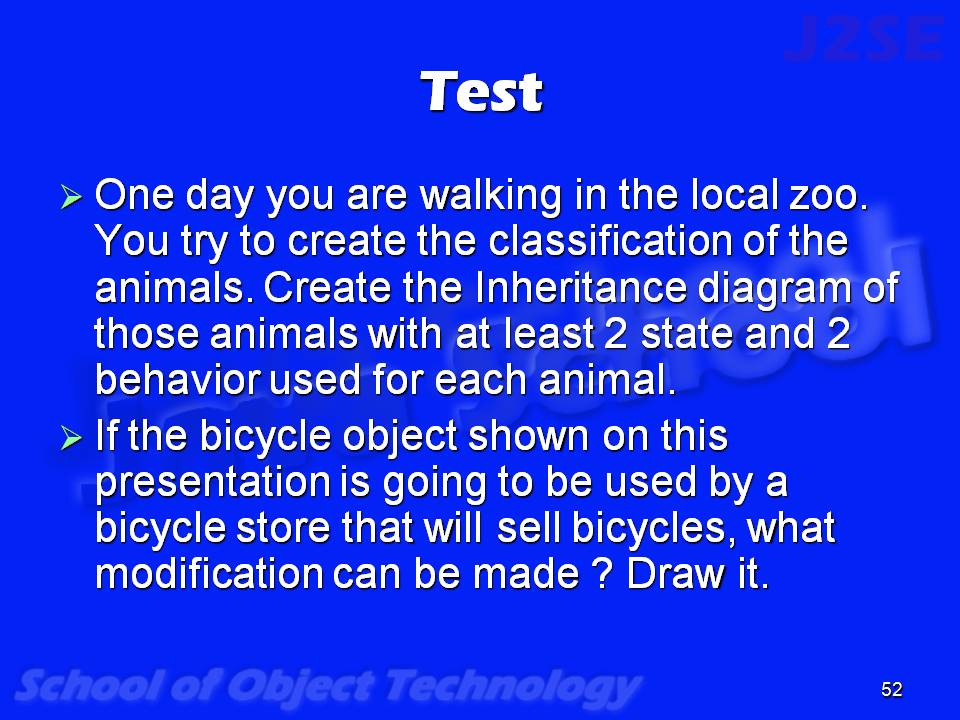 J2SE
Test
One day you are walking in the local zoo.
You try to create the classification of the
animals. Create the Inheritance diagram of
those animals with at least 2 state and 2
behavior used for each animal.
If the bicycle object shown on this
presentation is going to be used by a
bicycle store that will sell bicycles, what
modification can be made ? Draw it.
School of Object Technology
52